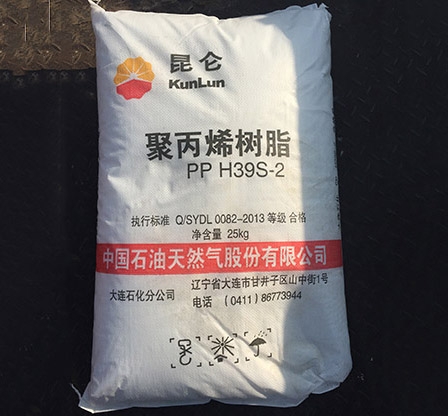 昆仑
KunLun
聚丙烯树脂
PP H39S-2
执行标准 Q/SYDL 0082-2013 等级 合格
净含量 25kg
中国石油天然气股份有限公司
大连石化分公司
辽宁省大连市甘井子区山中街1号
电话 (0411) 86773944